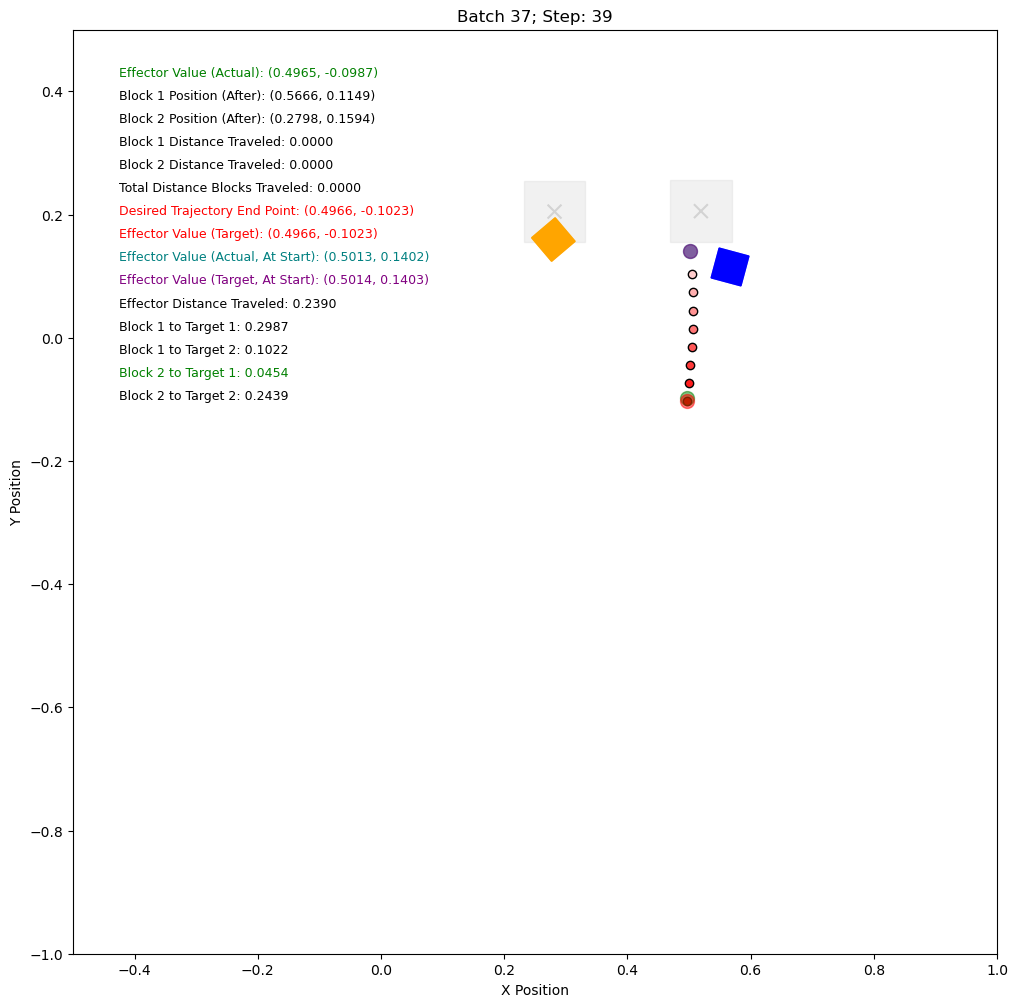 Batch 37; Step: 39
Effector Value (Actual): (0.4965, -0.0987)
Block 1 Position (After): (0.5666, 0.1149)
Block 2 Position (After): (0.2798, 0.1594)
Block 1 Distance Traveled: 0.0000
Block 2 Distance Traveled: 0.0000
Total Distance Blocks Traveled: 0.0000
Desired Trajectory End Point: (0.4966, -0.1023)
Effector Value (Target): (0.4966, -0.1023)
Effector Value (Actual, At Start): (0.5013, 0.1402)
Effector Value (Target, At Start): (0.5014, 0.1403)
Effector Distance Traveled: 0.2390
Block 1 to Target 1: 0.2987
Block 1 to Target 2: 0.1022
Block 2 to Target 1: 0.0454
Block 2 to Target 2: 0.2439
Y Position
0.4
0.2
0.0
−0.2
−0.4
−0.6
−0.8
−1.0
−0.4
−0.2
0.0
0.2
0.4
0.6
0.8
1.0
X Position